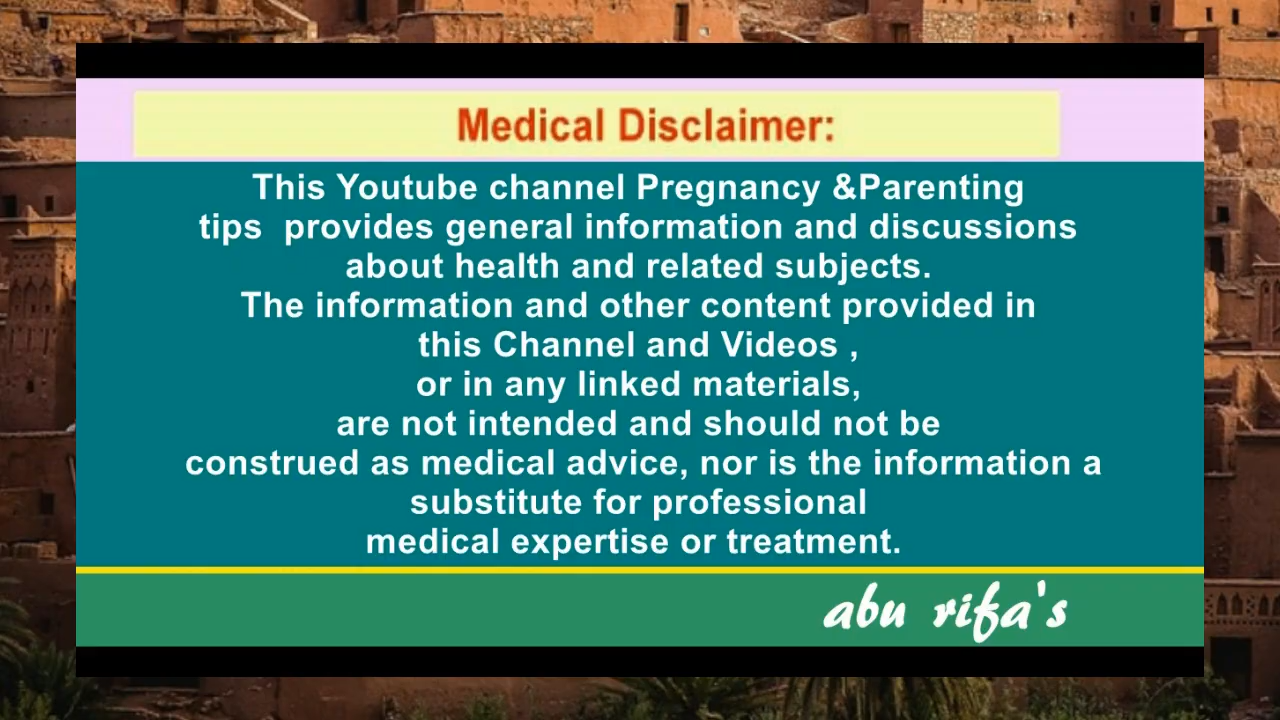 Medical Disclaimer:
This Youtube channel Pregnancy &Parenting
tips  provides general information and discussions
about health and related subjects.
The information and other content provided in
this Channel and Videos ,
or in any linked materials,
are not intended and should not be
construed as medical advice, nor is the information a
substitute for professional
medical expertise or treatment.
abu rifa's